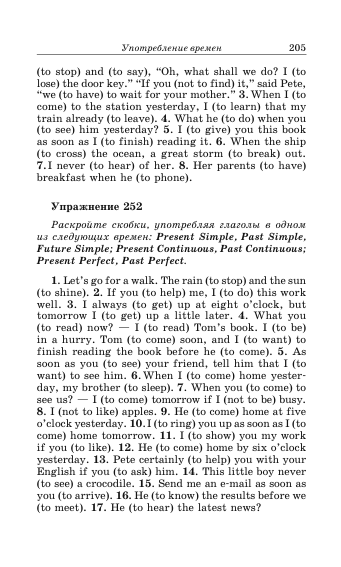 Употребление времен 205
(to stop) and (to say), “Oh, what shall we do? I (to
lose) the door key.” “If you (not to find) it,” said Pete,
“we (to have) to wait for your mother.” 3. When I (to
come) to the station yesterday, I (to learn) that my
train already (to leave). 4. What he (to do) when you
(to see) him yesterday? 5. I (to give) you this book
as soon as I (to finish) reading it. 6. When the ship
(to cross) the ocean, a great storm (to break) out.
7. I never (to hear) of her. 8. Her parents (to have)
breakfast when he (to phone).
Упражнение 252
Раскройте скобки, употребляя глаголы в одном
из следующих времен: Present Simple, Past Simple,
Future Simple; Present Continuous, Past Continuous;
Present Perfect, Past Perfect.
1. Let’s go for a walk. The rain (to stop) and the sun
(to shine). 2. If you (to help) me, I (to do) this work
well. 3. I always (to get) up at eight o’clock, but
tomorrow I (to get) up a little later. 4. What you
(to read) now? — I (to read) Tom’s book. I (to be)
in a hurry. Tom (to come) soon, and I (to want) to
finish reading the book before he (to come). 5. As
soon as you (to see) your friend, tell him that I (to
want) to see him. 6. When I (to come) home yester-
day, my brother (to sleep). 7. When you (to come) to
see us? — I (to come) tomorrow if I (not to be) busy.
8. I (not to like) apples. 9. He (to come) home at five
o’clock yesterday. 10. I (to ring) you up as soon as I (to
come) home tomorrow. 11. I (to show) you my work
if you (to like). 12. He (to come) home by six o’clock
yesterday. 13. Pete certainly (to help) you with your
English if you (to ask) him. 14. This little boy never
(to see) a crocodile. 15. Send me an e-mail as soon as
you (to arrive). 16. He (to know) the results before we
(to meet). 17. He (to hear) the latest news?